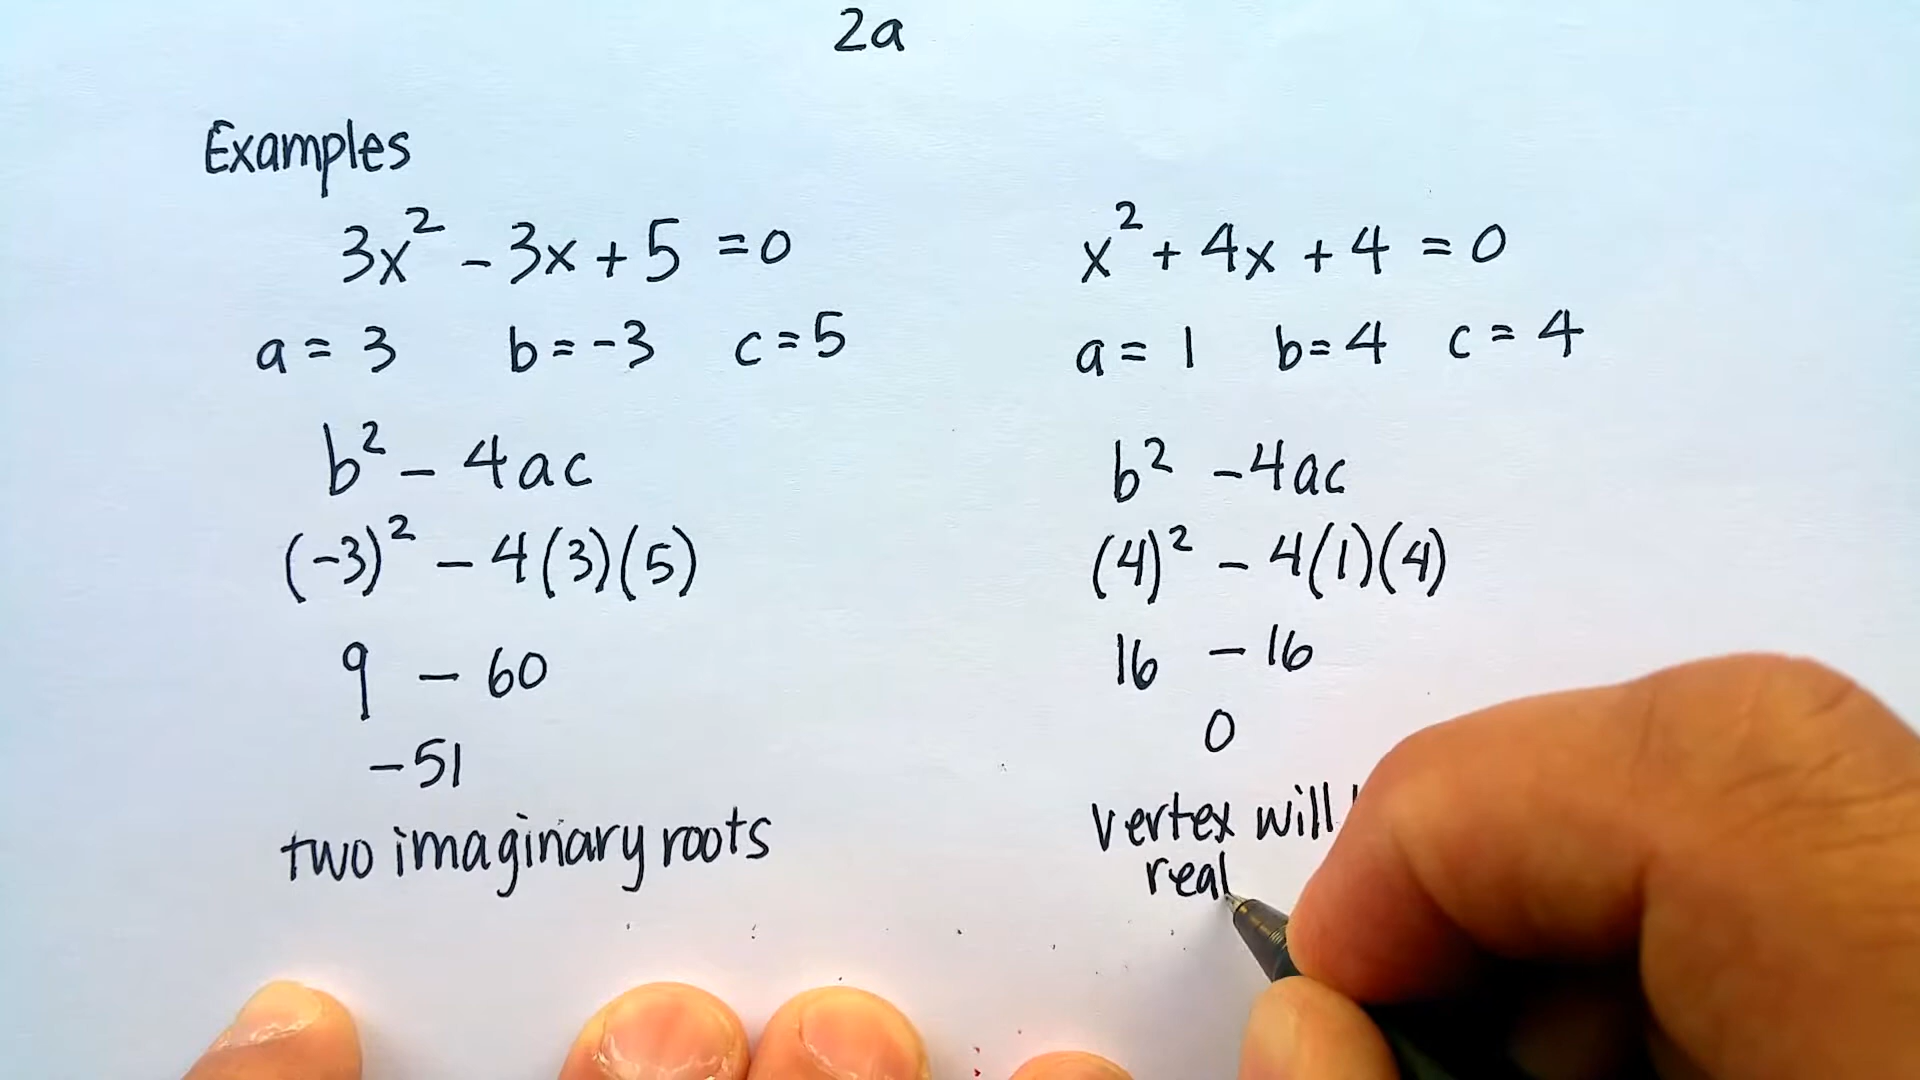 2a
Examples
3x² - 3x + 5 = 0
a = 3 b = -3 c = 5
b² - 4ac
(-3)² - 4(3)(5)
9 - 60
-51
two imaginary roots
x² + 4x + 4 = 0
a = 1 b = 4 c = 4
b² - 4ac
(4)² - 4(1)(4)
16 - 16
0
vertex will
real